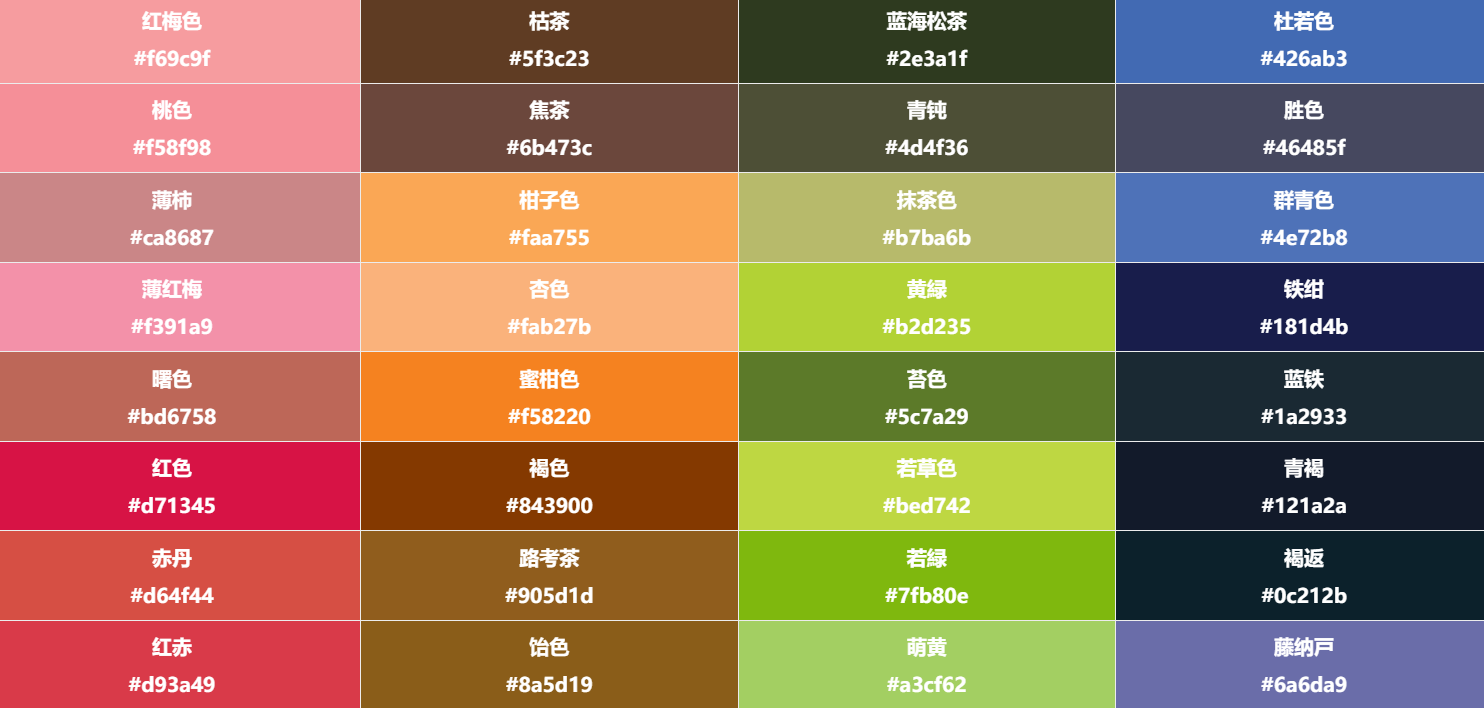 红梅色
#f69c9f
枯茶
#5f3c23
蓝海松茶
#2e3a1f
杜若色
#426ab3
桃色
#f58f98
焦茶
#6b473c
青钝
#4d4f36
胜色
#46485f
薄柿
#ca8687
柑子色
#faa755
抹茶色
#b7ba6b
群青色
#4e72b8
薄红梅
#f391a9
杏色
#fab27b
黄绿
#b2d235
铁绀
#181d4b
曙色
#bd6758
蜜柑色
#f58220
苔色
#5c7a29
蓝铁
#1a2933
红色
#d71345
褐色
#843900
若草色
#bed742
青褐
#121a2a
赤丹
#d64f44
路考茶
#905d1d
若緑
#7fb80e
褐返
#0c212b
红赤
#d93a49
饴色
#8a5d19
萌黄
#a3cf62
藤纳戸
#6a6da9